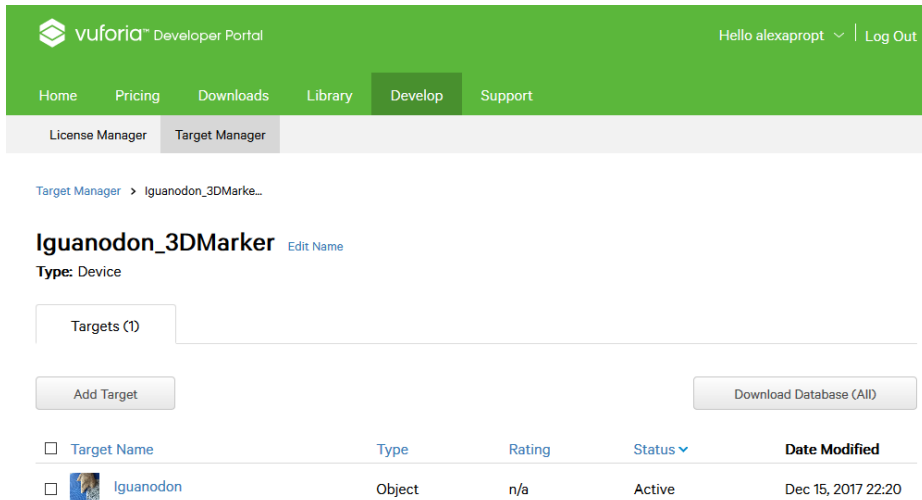 vuforia™ Developer Portal
Hello alexapropt Log Out
Home Pricing Downloads Library Develop Support
License Manager Target Manager
Target Manager > Iguanodon_3DMarke...
Iguanodon_3DMarker Edit Name
Type: Device
Targets (1)
Add Target Download Database (All)
Target Name Type Rating Status Date Modified
Iguanodon Object n/a Active Dec 15, 2017 22:20